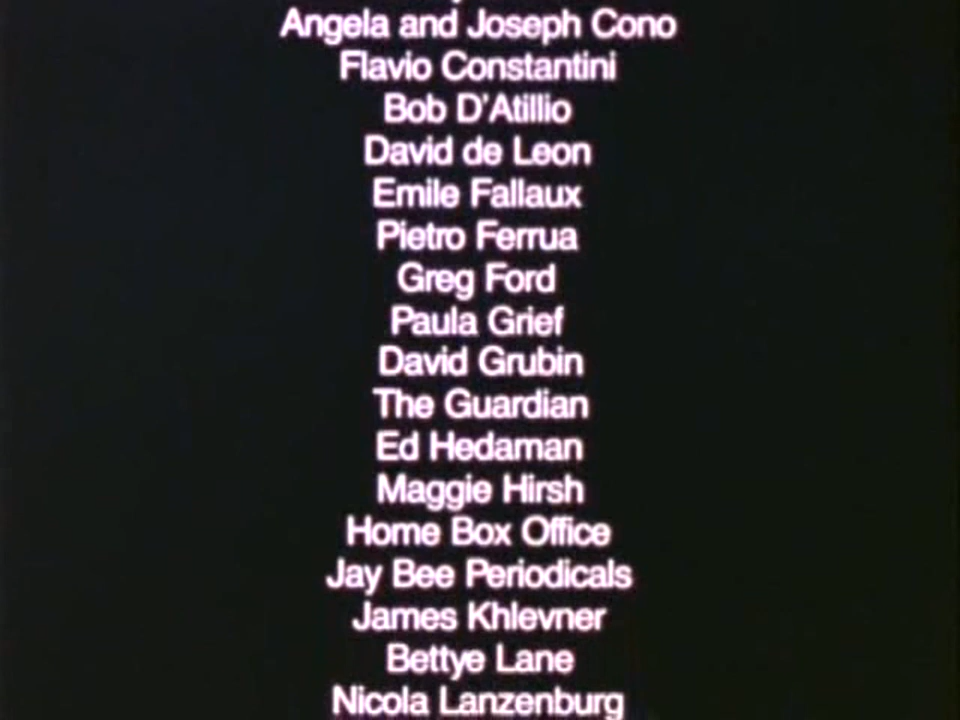 Angela and Joseph Cono
Flavio Constantini
Bob D'Atillio
David de Leon
Emile Fallaux
Pietro Ferrua
Greg Ford
Paula Grief
David Grubin
The Guardian
Ed Hedaman
Maggie Hirsh
Home Box Office
Jay Bee Periodicals
James Khlevner
Bettye Lane
Nicola Lanzenburg